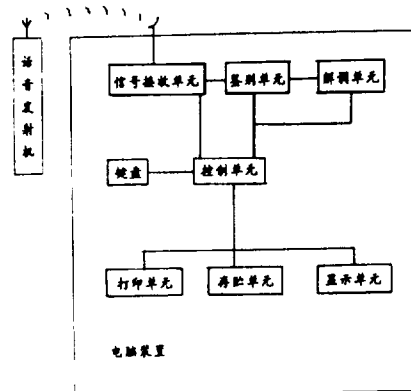 话音发射机
信号接收单元
鉴别单元
解调单元
键盘
控制单元
打印单元
存贮单元
显示单元
电脑装置